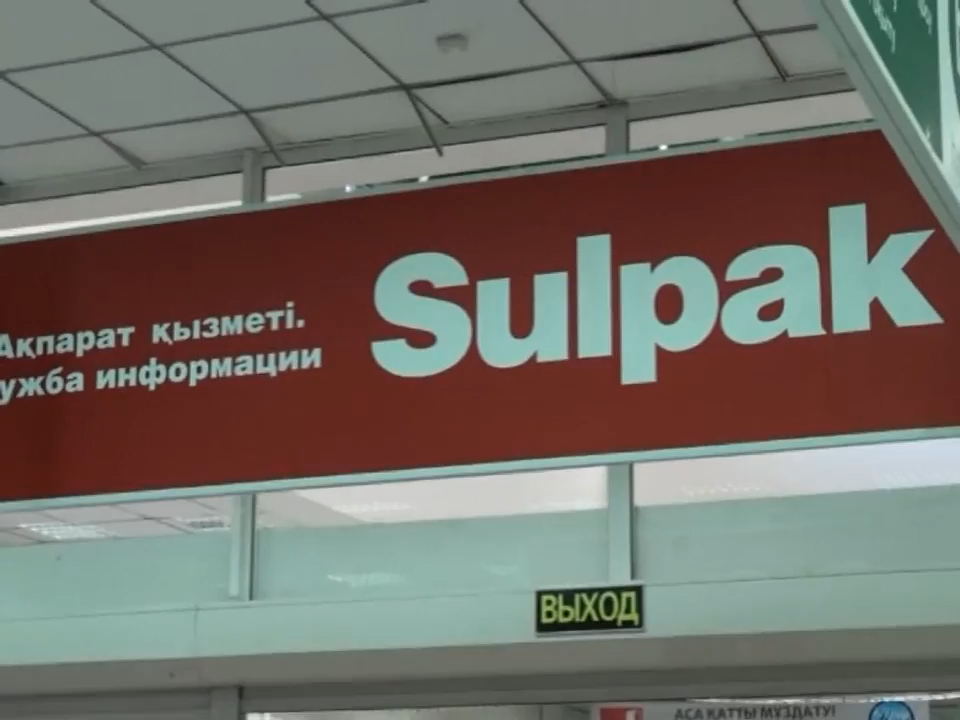 Ақпарат қызметі.
ужба информации
Sulpak
ВЫХОД
АСА ҚАТТЫ МҰЗДАТУ!